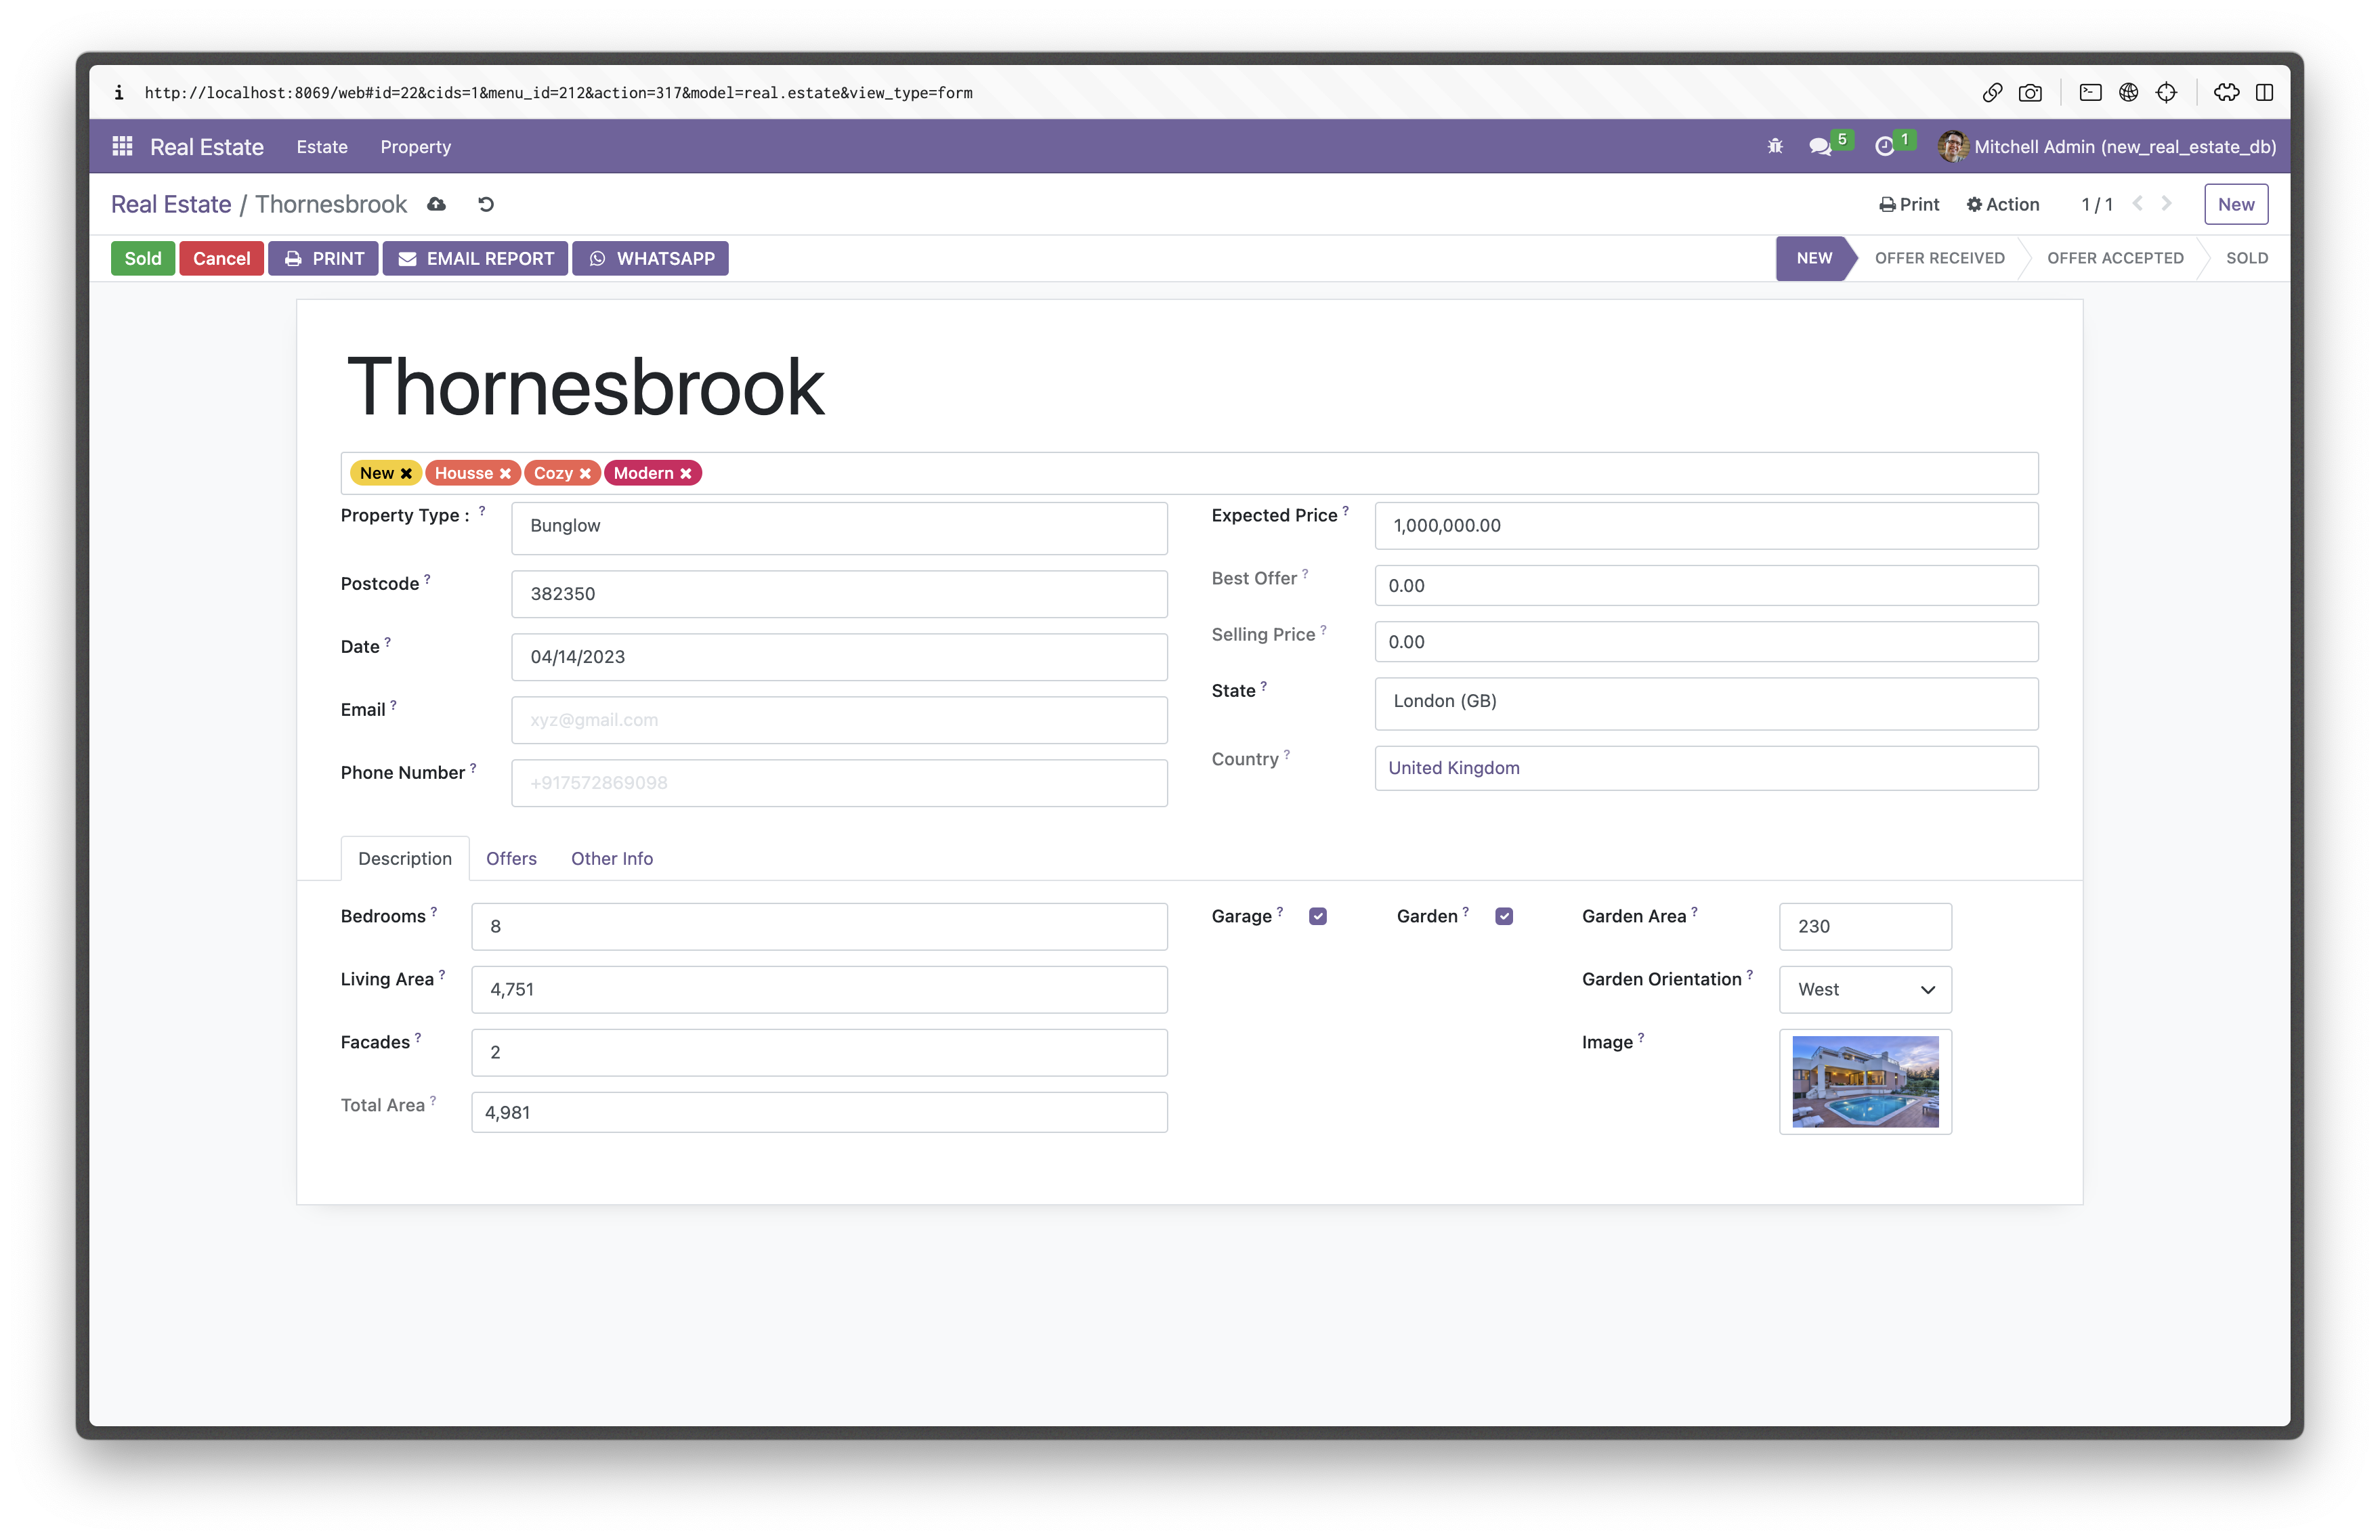 i http://localhost:8069/web#id=22&cids=1&menu_id=212&action=317&model=real.estate&view_type=form
Real Estate Estate Property 5 1 Mitchell Admin (new_real_estate_db)
Real Estate / Thornesbrook Print Action 1 / 1 New
Sold Cancel PRINT EMAIL REPORT WHATSAPP NEW OFFER RECEIVED OFFER ACCEPTED SOLD
Thornesbrook
New Housse Cozy Modern
Property Type : ? Bunglow
Postcode ? 382350
Date ? 04/14/2023
Email ? xyz@gmail.com
Phone Number ? +917572869098
Expected Price ? 1,000,000.00
Best Offer ? 0.00
Selling Price ? 0.00
State ? London (GB)
Country ? United Kingdom
Description Offers Other Info
Bedrooms ? 8
Living Area ? 4,751
Facades ? 2
Total Area ? 4,981
Garage ? Garden ?
Garden Area ? 230
Garden Orientation ? West
Image ?